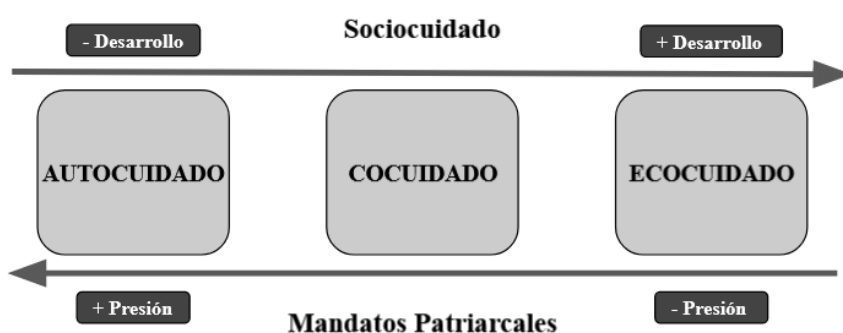 Sociocuidado
- Desarrollo
+ Desarrollo
AUTOCUIDADO
COCUIDADO
ECOCUIDADO
+ Presión
- Presión
Mandatos Patriarcales